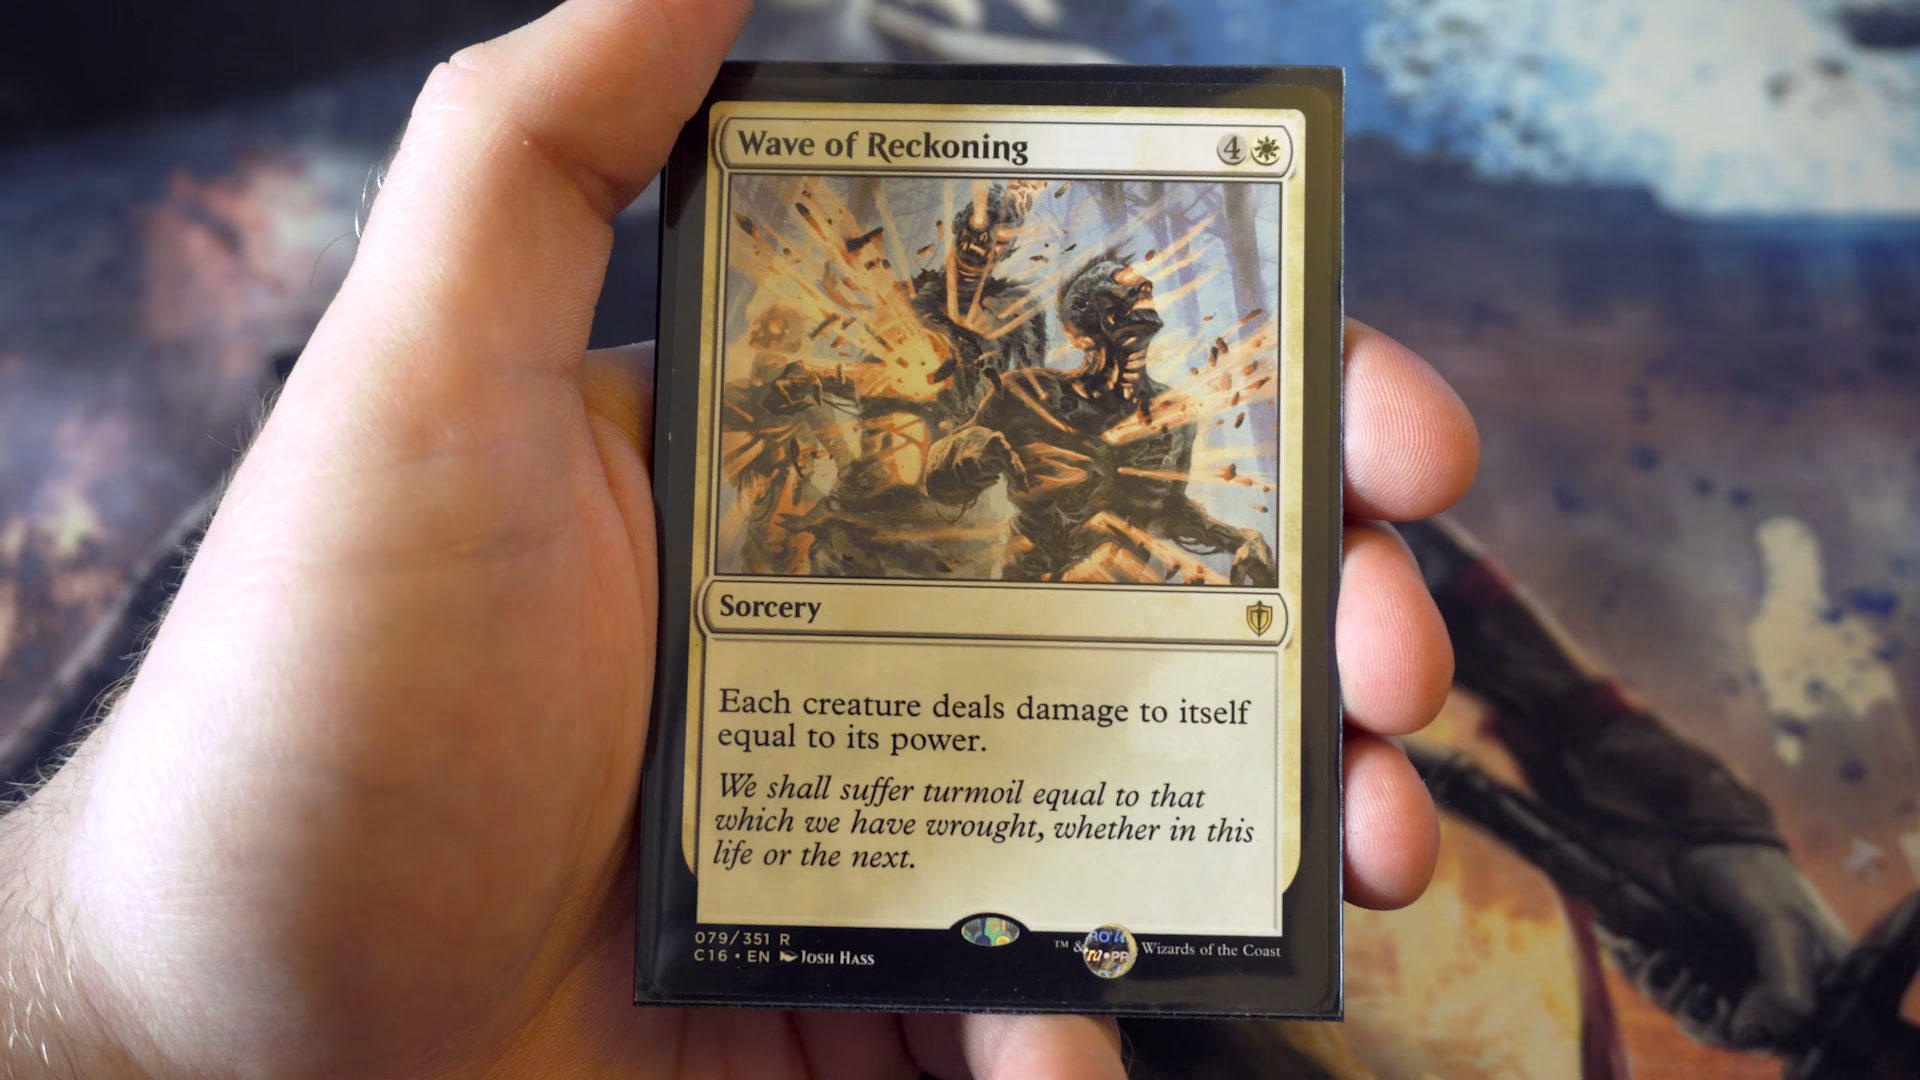 Wave of Reckoning 4
Sorcery
Each creature deals damage to itself
equal to its power.
We shall suffer turmoil equal to that
which we have wrought, whether in this
life or the next.
079/351 R
C16 • EN JOSH HASS
™ & Wizards of the Coast